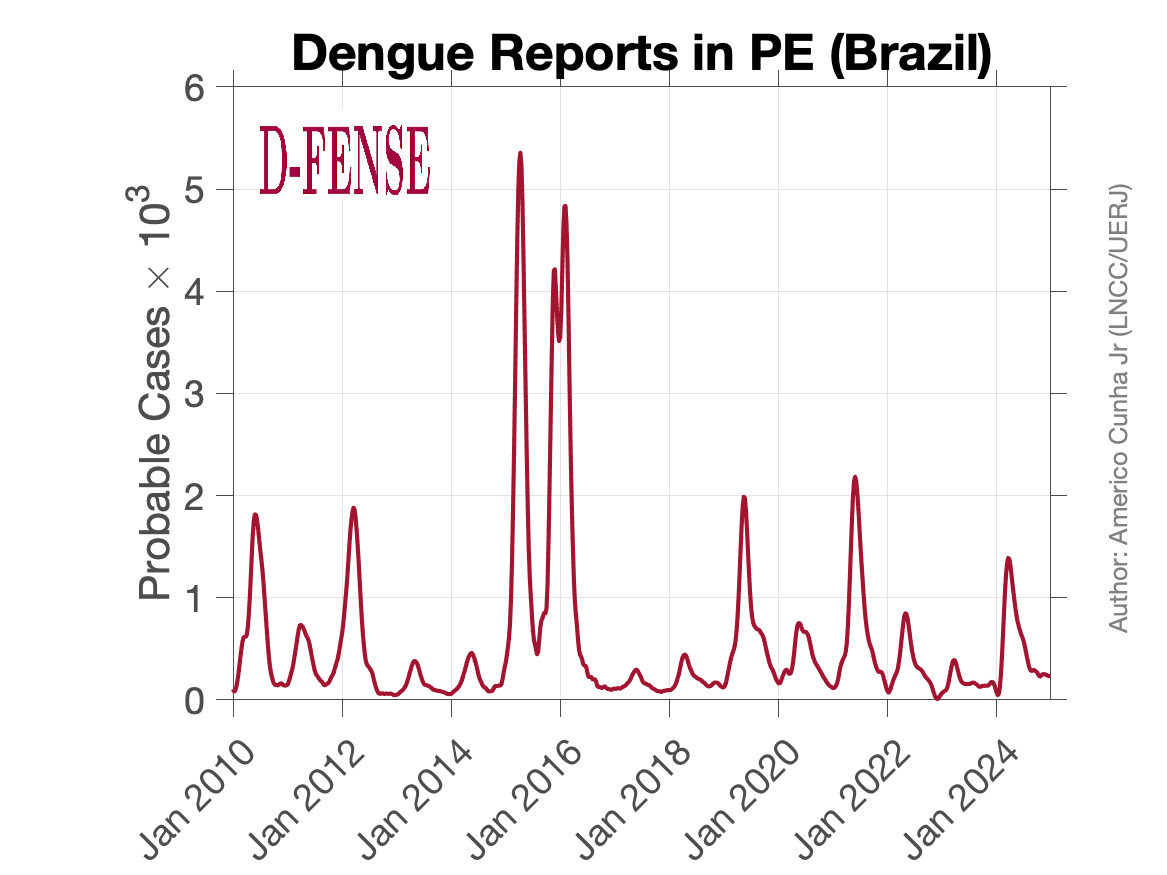 Dengue Reports in PE (Brazil)
D-FENSE
Probable Cases × 10³
6
5
4
3
2
1
0
Jan 2010
Jan 2012
Jan 2014
Jan 2016
Jan 2018
Jan 2020
Jan 2022
Jan 2024
Author: Americo Cunha Jr (LNCC/UERJ)